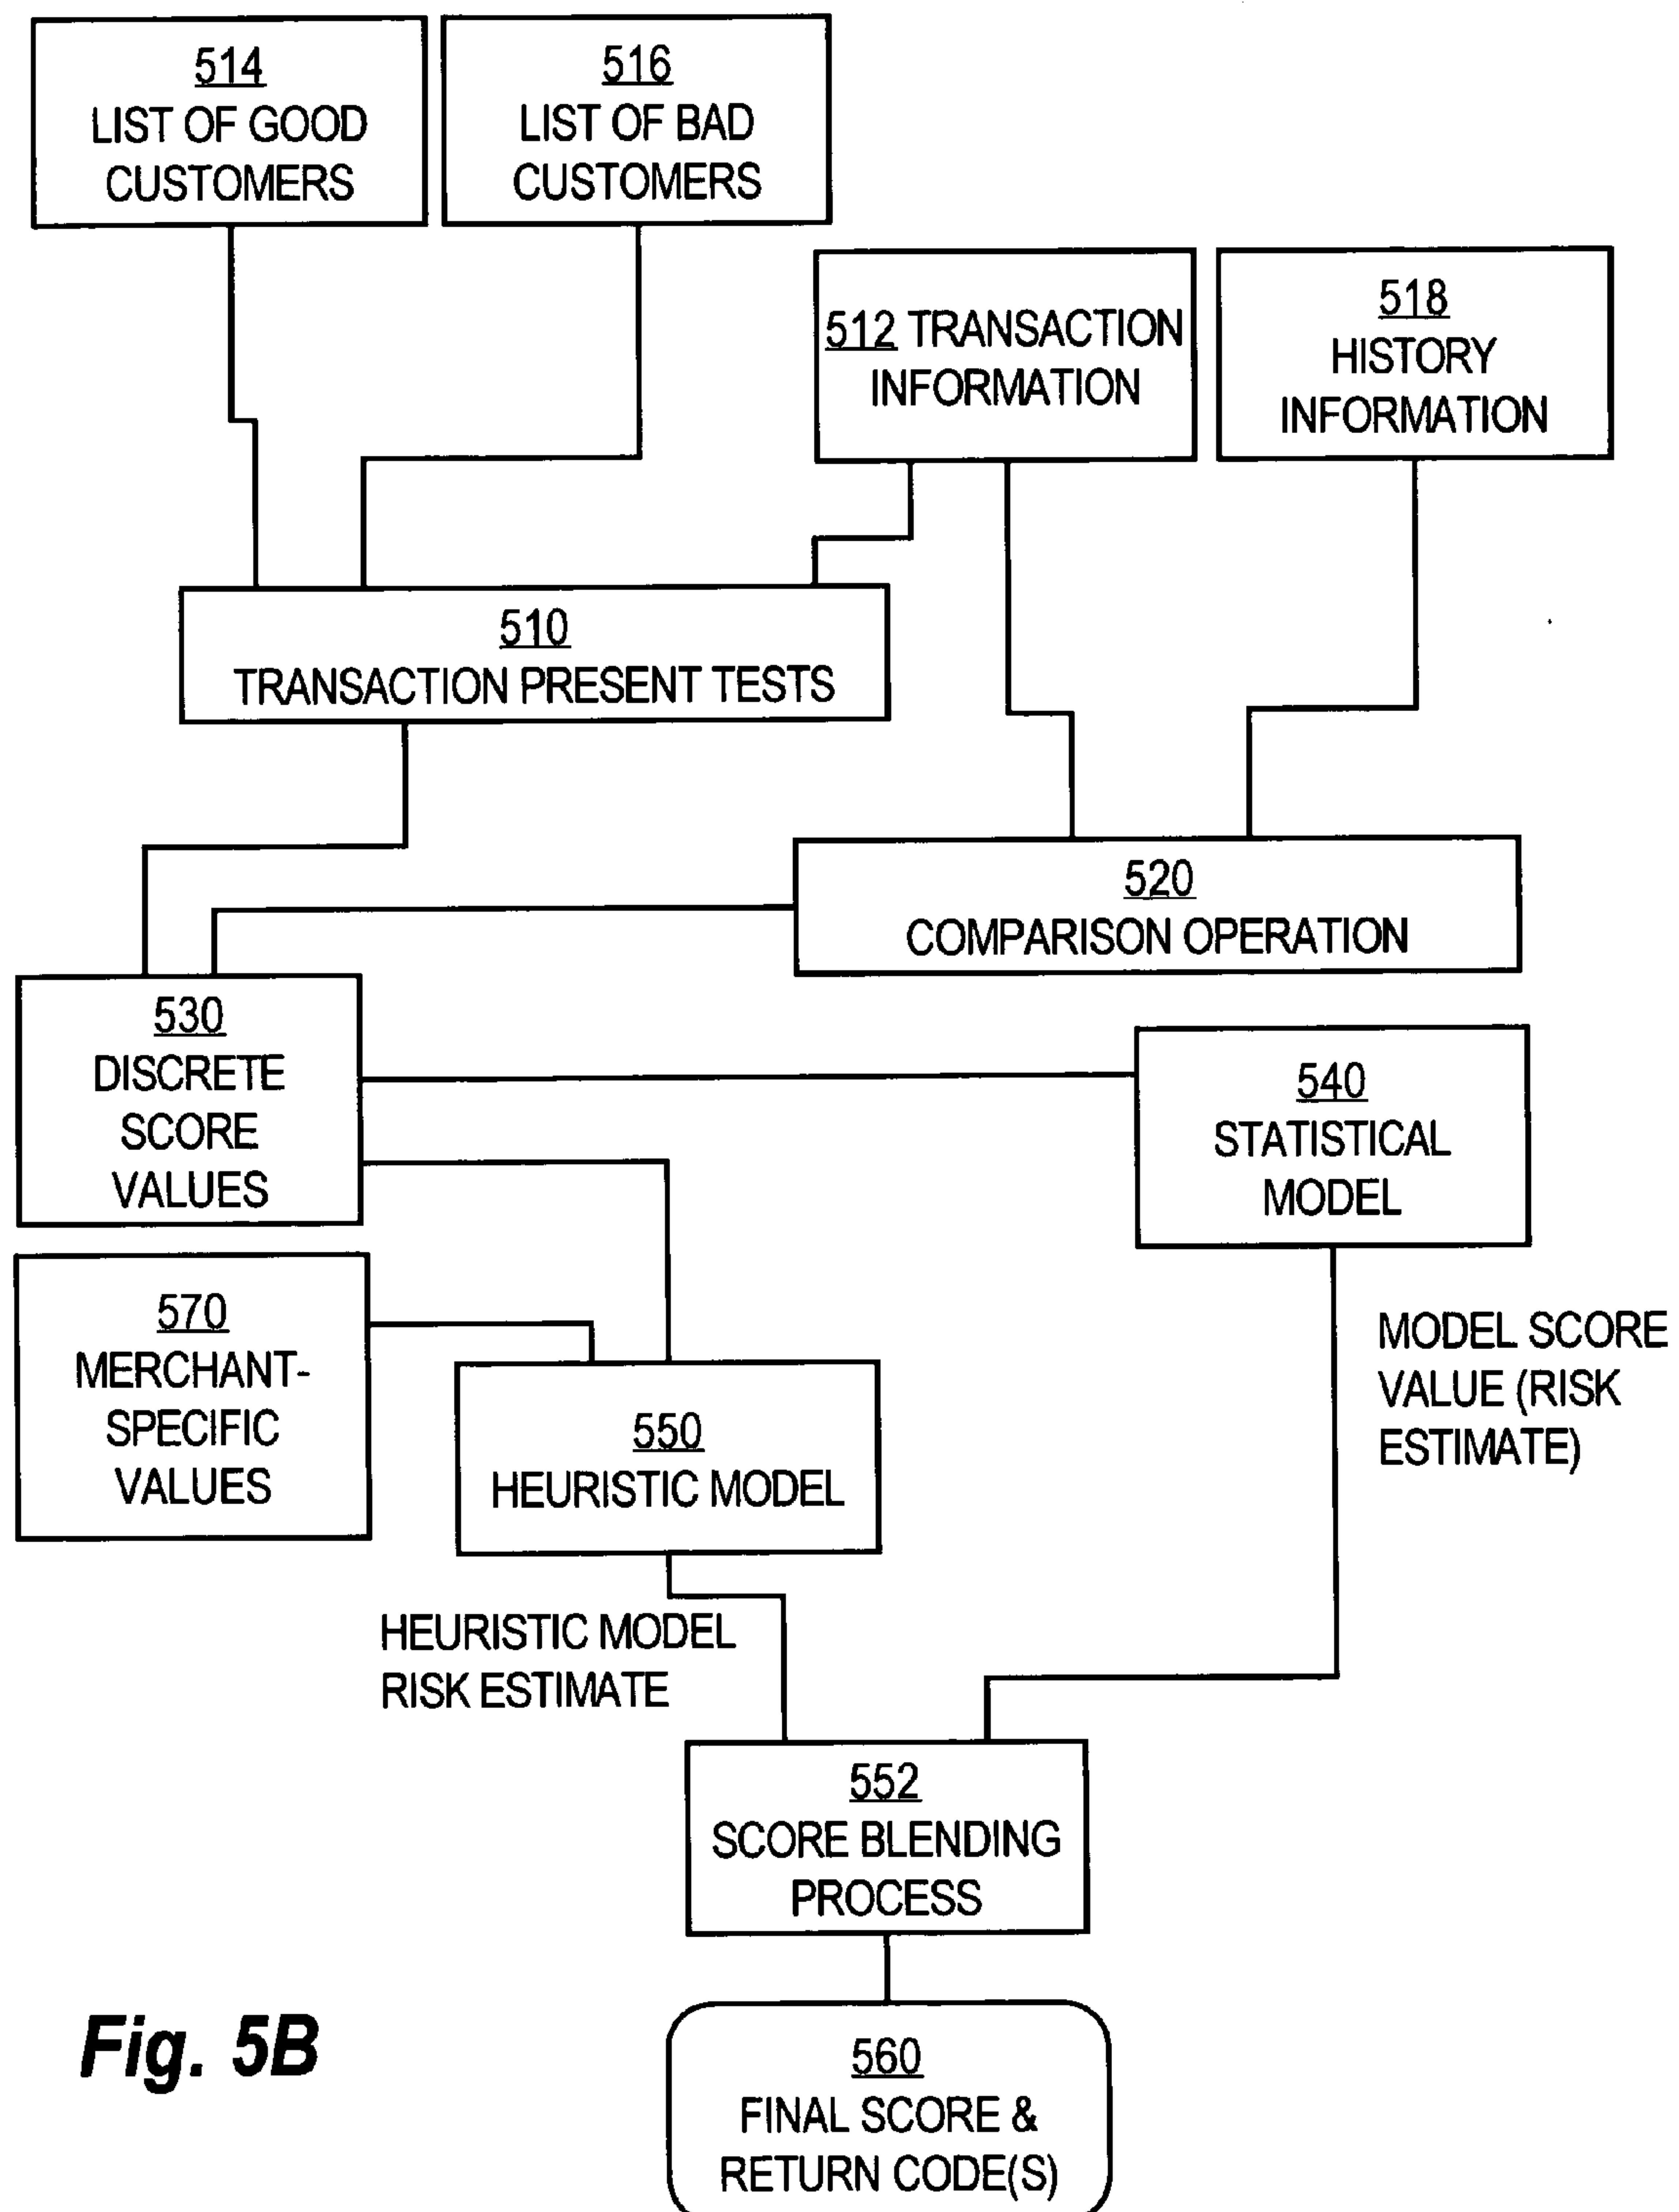 514
LIST OF GOOD
CUSTOMERS
516
LIST OF BAD
CUSTOMERS
512 TRANSACTION
INFORMATION
518
HISTORY
INFORMATION
510
TRANSACTION PRESENT TESTS
520
COMPARISON OPERATION
530
DISCRETE
SCORE
VALUES
540
STATISTICAL
MODEL
570
MERCHANT-
SPECIFIC
VALUES
550
HEURISTIC MODEL
MODEL SCORE
VALUE (RISK
ESTIMATE)
HEURISTIC MODEL
RISK ESTIMATE
552
SCORE BLENDING
PROCESS
560
FINAL SCORE &
RETURN CODE(S)
Fig. 5B